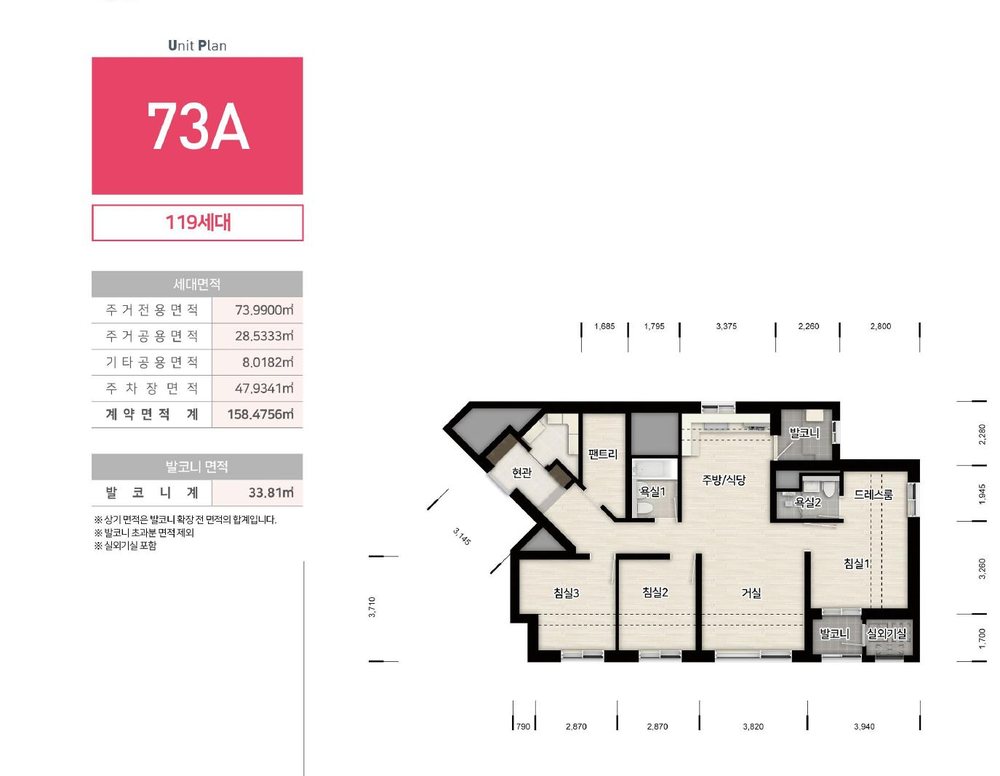 Unit Plan
73A
119세대
세대면적
주거전용면적 73.9900㎡
주거공용면적 28.5333㎡
기타공용면적 8.0182㎡
주차장면적 47.9341㎡
계약면적 계 158.4756㎡
발코니 면적
발코니계 33.81㎡
※ 상기 면적은 발코니 확장 전 면적의 합계입니다.
※ 발코니 초과분 면적 제외
※ 실외기실 포함
1,685 1,795 3,375 2,260 2,800
2,280
1,945
3,260
1,700
3,145
3,710
현관
팬트리
욕실1
주방/식당
발코니
욕실2
드레스룸
침실1
침실3
침실2
거실
발코니
실외기실
790 2,870 2,870 3,820 3,940